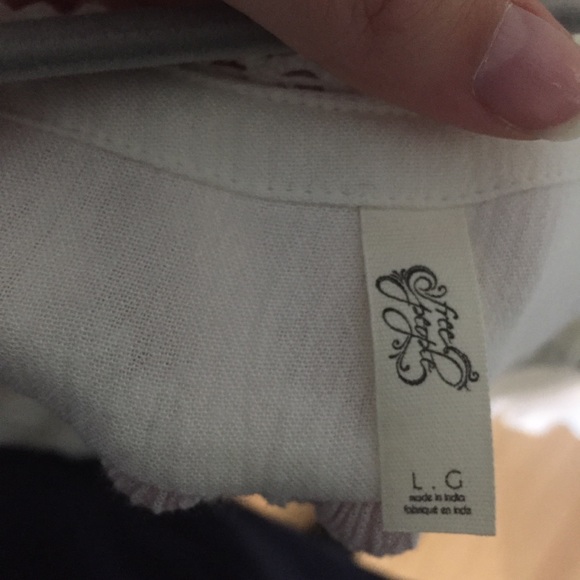 free
people
L . G
made in India
fabriqué en inde